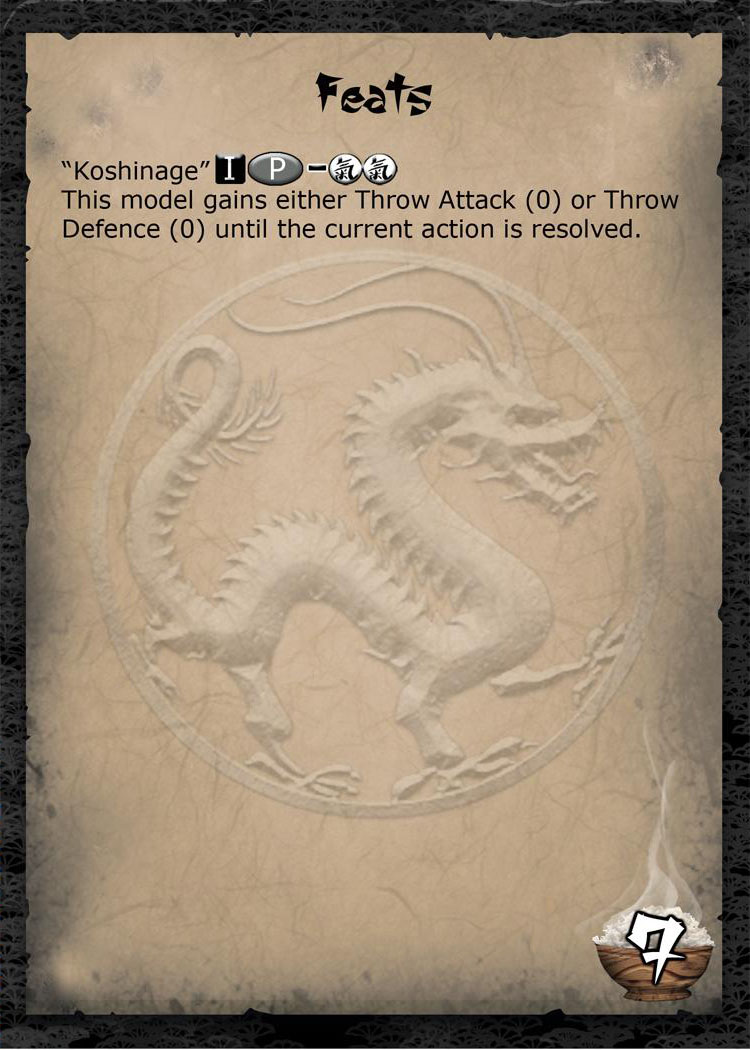 Feats
“Koshinage” I P -氣氣
This model gains either Throw Attack (0) or Throw
Defence (0) until the current action is resolved.
7